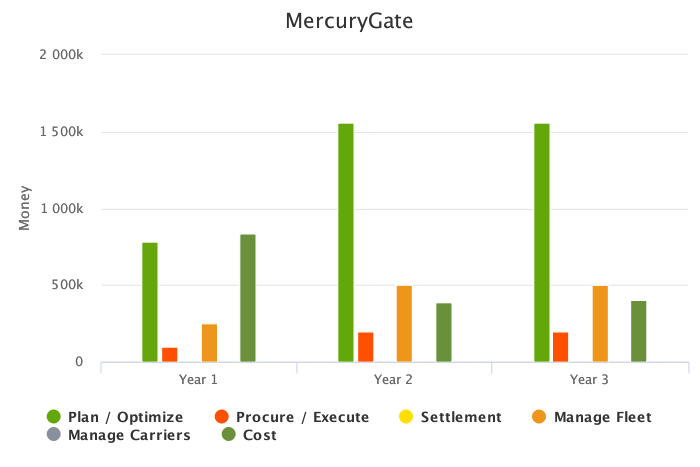 MercuryGate
2 000k
1 500k
1 000k
500k
0
Money
Year 1
Year 2
Year 3
Plan / Optimize
Procure / Execute
Settlement
Manage Fleet
Manage Carriers
Cost